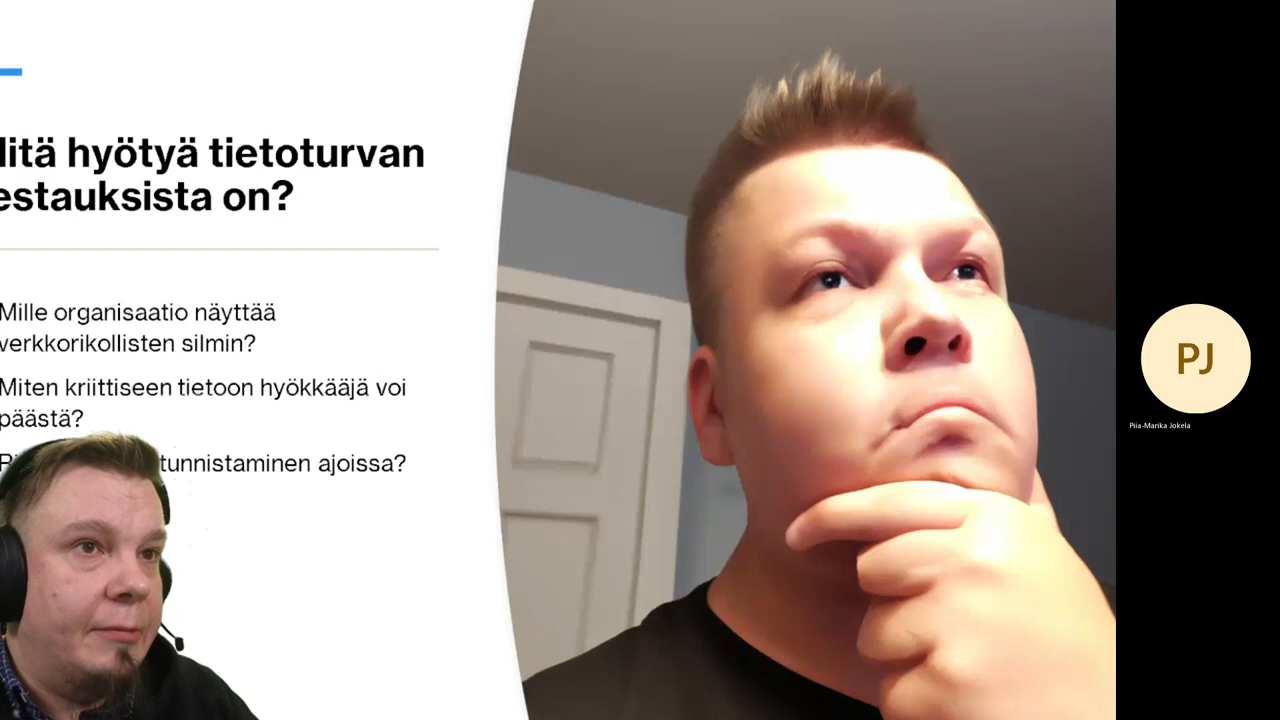 litä hyötyä tietoturvan
estauksista on?
Mille organisaatio näyttää
verkkorikollisten silmin?
Miten kriittiseen tietoon hyökkääjä voi
päästä?
tunnistaminen ajoissa?
PJ
Piia-Marika Jokela